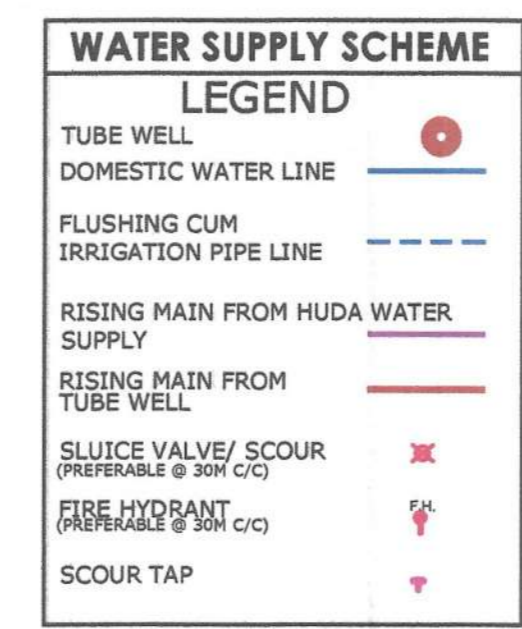 WATER SUPPLY SCHEME
LEGEND
TUBE WELL
DOMESTIC WATER LINE
FLUSHING CUM
IRRIGATION PIPE LINE
RISING MAIN FROM HUDA WATER
SUPPLY
RISING MAIN FROM
TUBE WELL
SLUICE VALVE/ SCOUR
(PREFERABLE @ 30M C/C)
FIRE HYDRANT
F.H.
(PREFERABLE @ 30M C/C)
SCOUR TAP